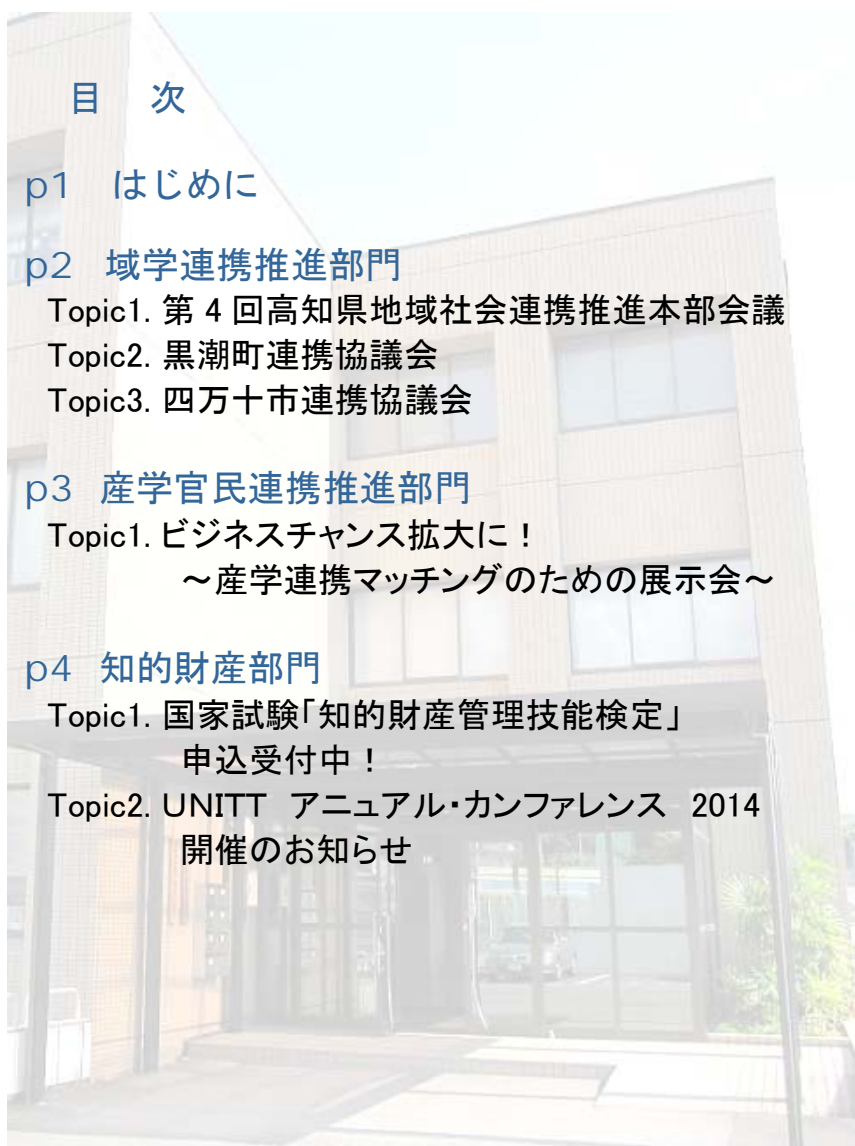 目　次
p1　はじめに
p2　域学連携推進部門
Topic1. 第 4 回高知県地域社会連携推進本部会議
Topic2. 黒潮町連携協議会
Topic3. 四万十市連携協議会
p3　産学官民連携推進部門
Topic1. ビジネスチャンス拡大に！
～産学連携マッチングのための展示会～
p4　知的財産部門
Topic1. 国家試験「知的財産管理技能検定」
申込受付中！
Topic2. UNITT　アニュアル・カンファレンス　2014
開催のお知らせ